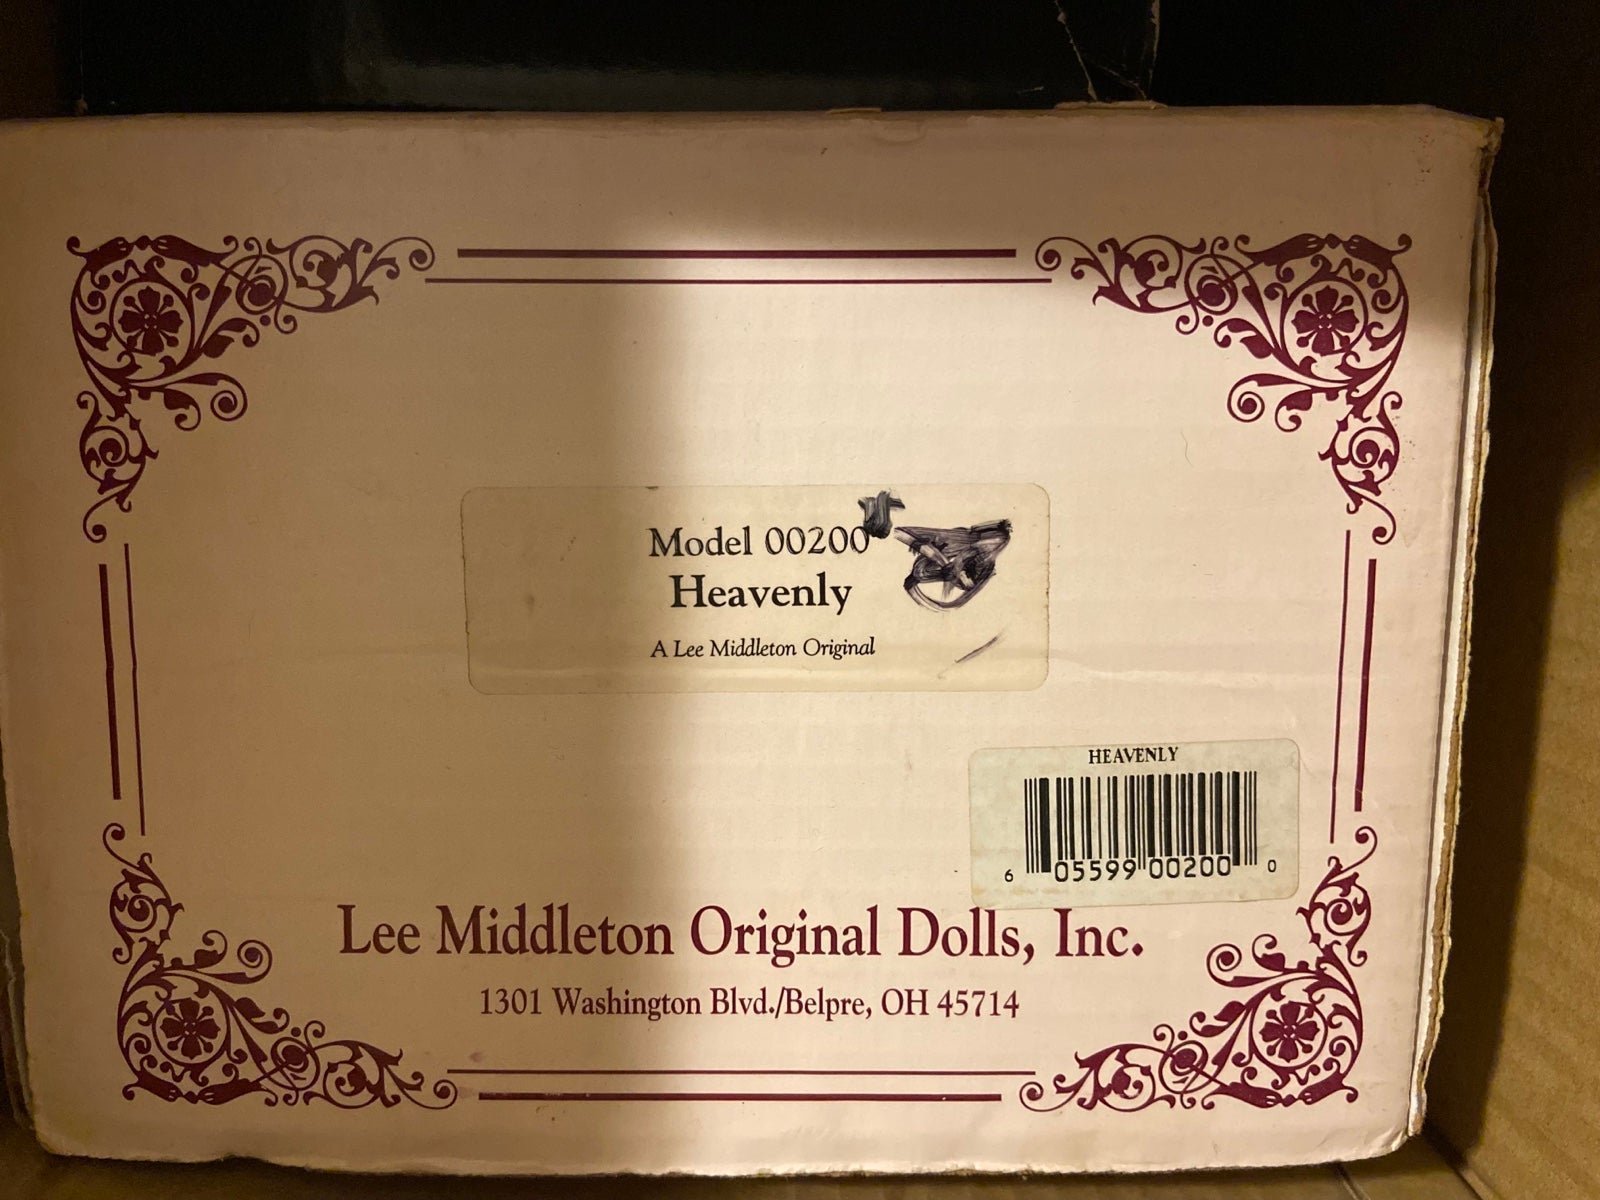 Model 00200
Heavenly
A Lee Middleton Original
HEAVENLY
6 05599 00200 0
Lee Middleton Original Dolls, Inc.
1301 Washington Blvd./Belpre, OH 45714